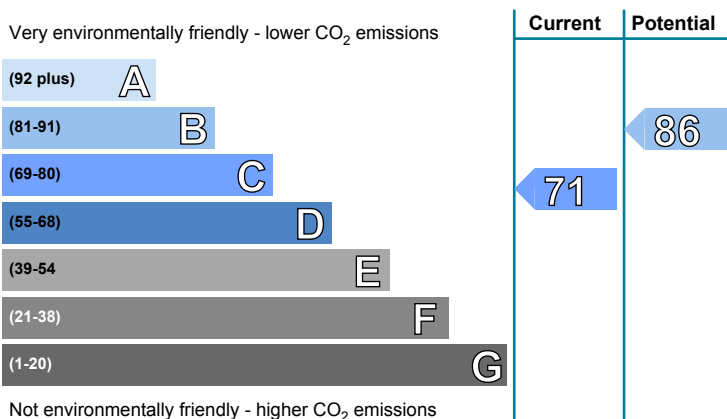 Very environmentally friendly - lower CO2 emissions
Current
Potential
(92 plus) A
(81-91) B
(69-80) C
(55-68) D
(39-54 E
(21-38) F
(1-20) G
86
71
Not environmentally friendly - higher CO2 emissions